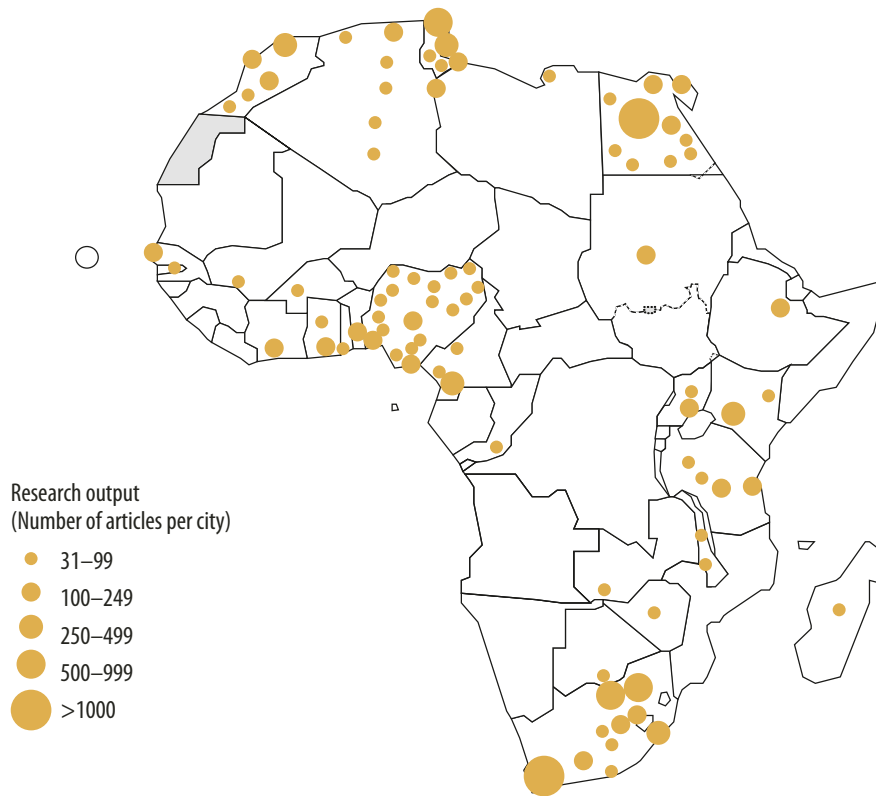 Research output
(Number of articles per city)
31–99
100–249
250–499
500–999
>1000